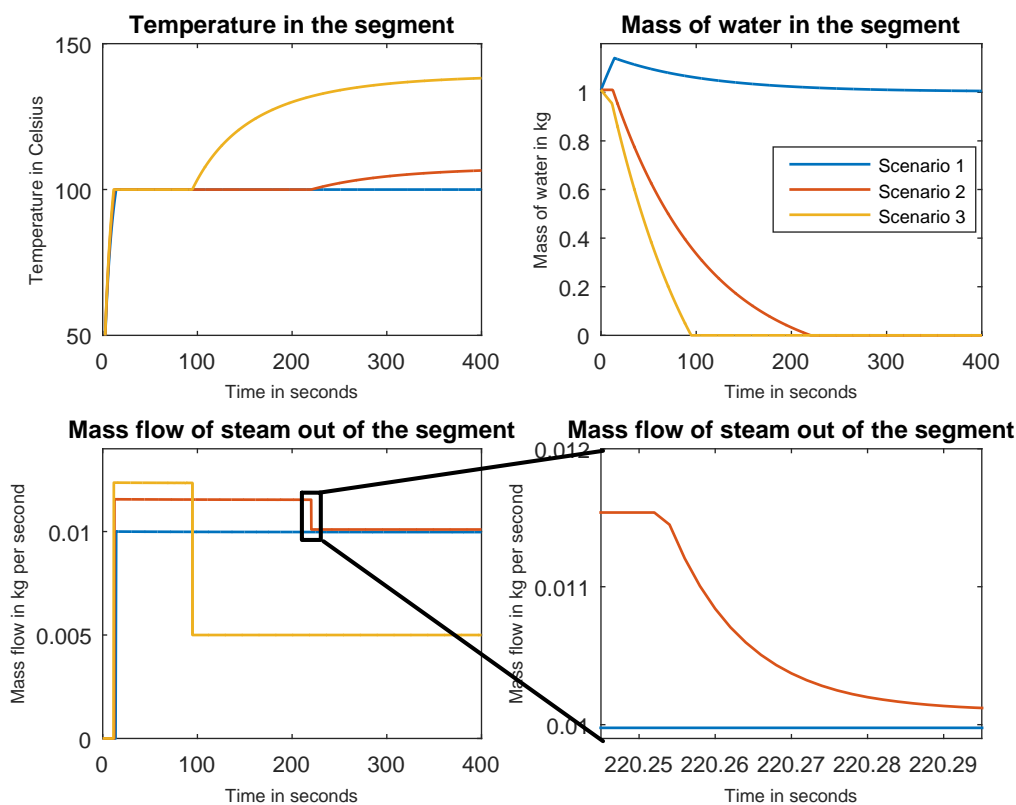 Temperature in the segment
150
100
50
Temperature in Celsius
0 100 200 300 400
Time in seconds
Mass of water in the segment
1
0.8
0.6
0.4
0.2
0
Mass of water in kg
Scenario 1
Scenario 2
Scenario 3
0 100 200 300 400
Time in seconds
Mass flow of steam out of the segment
0.01
0.005
0
Mass flow in kg per second
0 100 200 300 400
Time in seconds
Mass flow of steam out of the segment
0.012
0.011
0.01
Mass flow in kg per second
220.25 220.26 220.27 220.28 220.29
Time in seconds